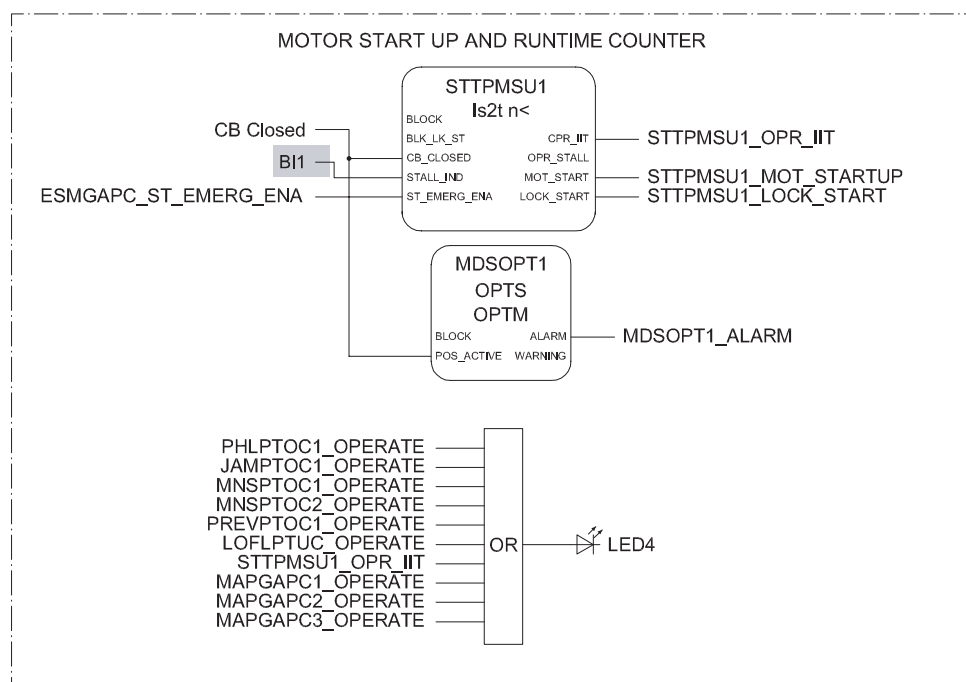 MOTOR START UP AND RUNTIME COUNTER
STTPMSU1
Is2t n<
BLOCK
BLK_LK_ST
CB_CLOSED
STALL_IND
ST_EMERG_ENA
CPR_IIT
OPR_STALL
MOT_START
LOCK_START
CB Closed
BI1
ESMGAPC_ST_EMERG_ENA
STTPMSU1_OPR_IIT
STTPMSU1_MOT_STARTUP
STTPMSU1_LOCK_START
MDSOPT1
OPTS
OPTM
BLOCK
POS_ACTIVE
ALARM
WARNING
MDSOPT1_ALARM
PHLPTOC1_OPERATE
JAMPTOC1_OPERATE
MNSPTOC1_OPERATE
MNSPTOC2_OPERATE
PREVPTOC1_OPERATE
LOFLPTUC_OPERATE
STTPMSU1_OPR_IIT
MAPGAPC1_OPERATE
MAPGAPC2_OPERATE
MAPGAPC3_OPERATE
OR
LED4